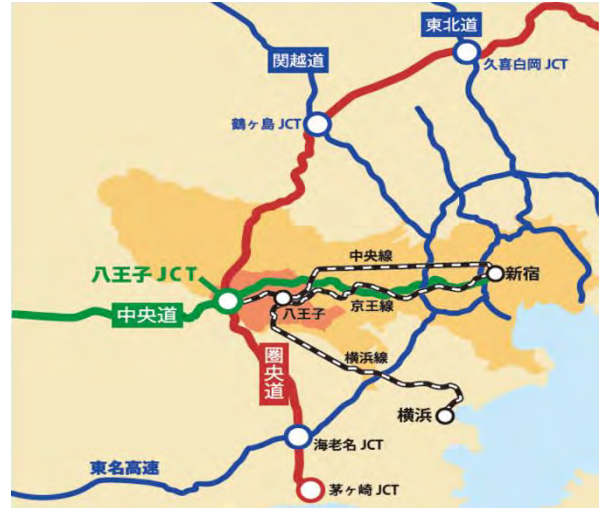 東北道
関越道
久喜白岡 JCT
鶴ヶ島 JCT
中央線
八王子 JCT
新宿
八王子
京王線
中央道
圏央道
横浜線
横浜
海老名 JCT
東名高速
茅ヶ崎 JCT